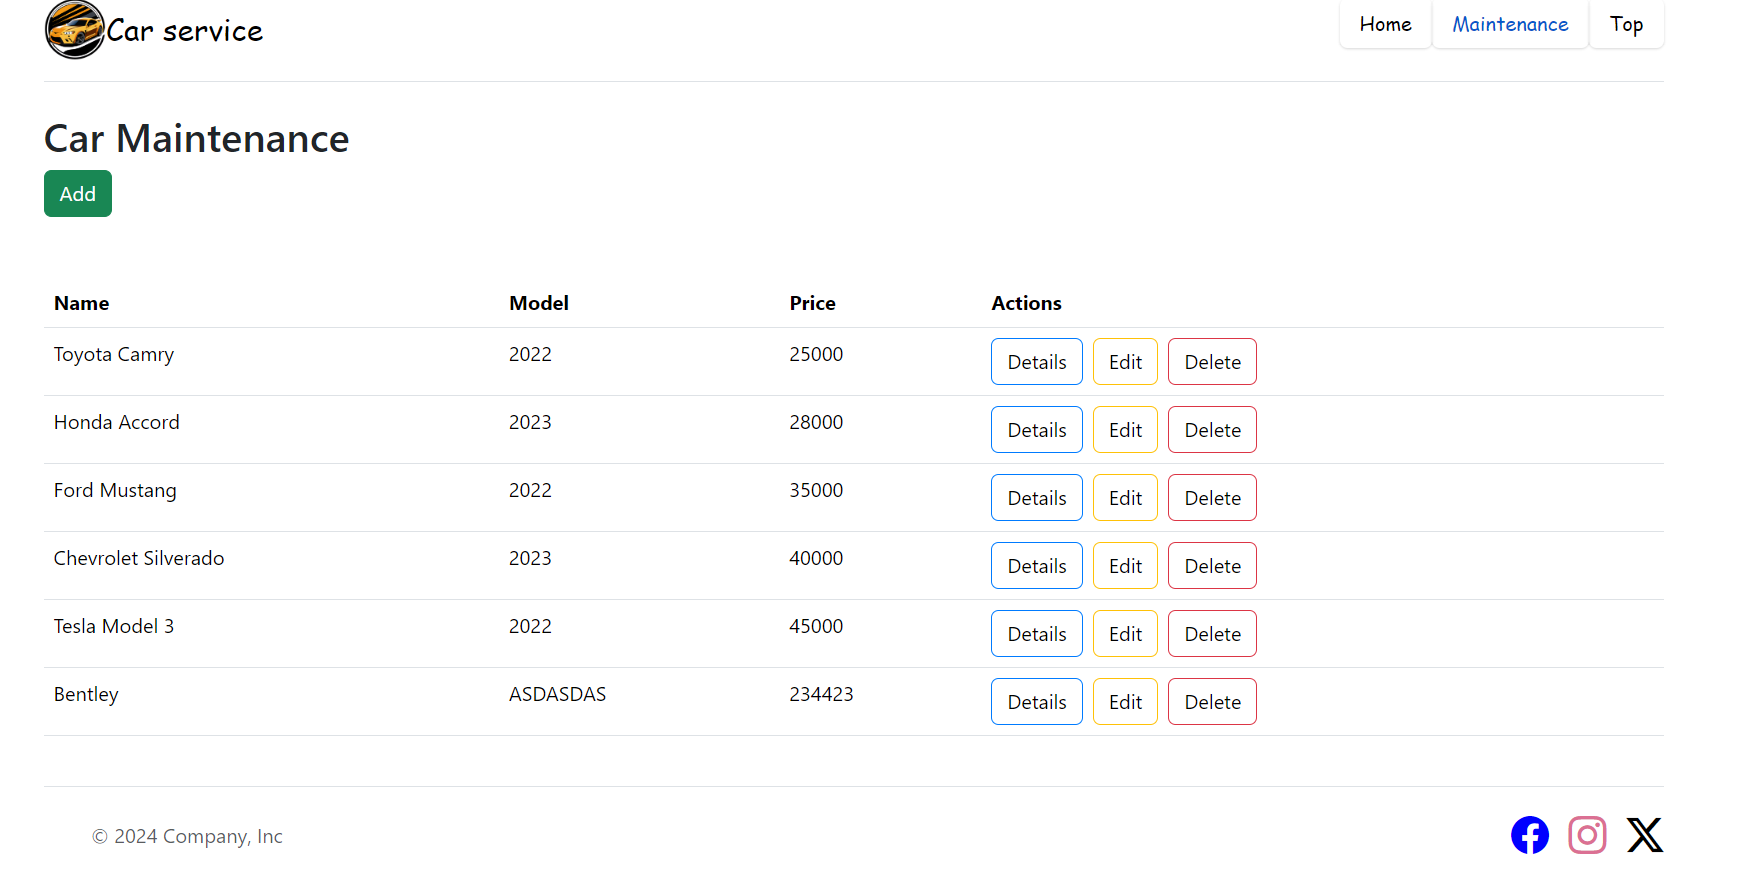 Car service
Home Maintenance Top
Car Maintenance
Add
Name Model Price Actions
Toyota Camry 2022 25000 Details Edit Delete
Honda Accord 2023 28000 Details Edit Delete
Ford Mustang 2022 35000 Details Edit Delete
Chevrolet Silverado 2023 40000 Details Edit Delete
Tesla Model 3 2022 45000 Details Edit Delete
Bentley ASDASDAS 234423 Details Edit Delete
© 2024 Company, Inc